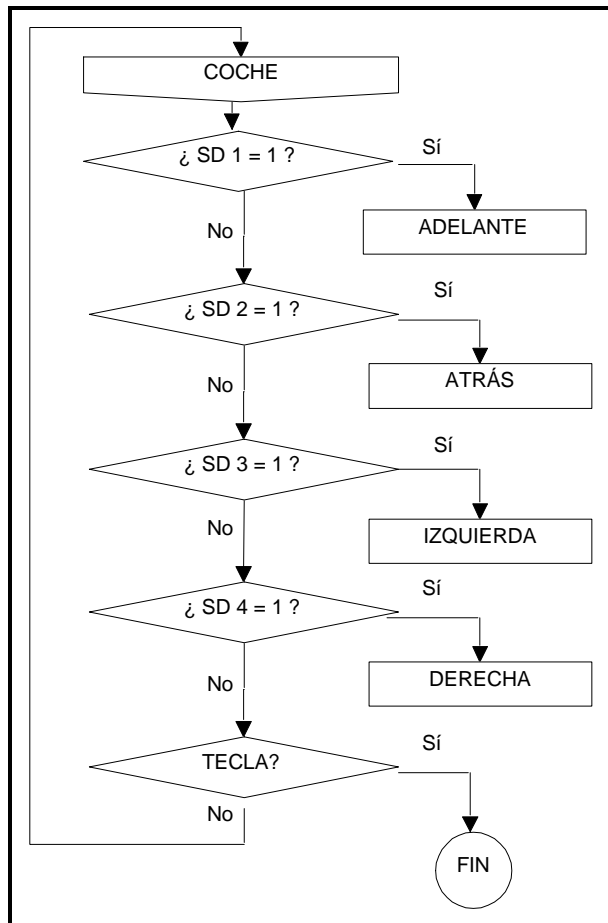 COCHE
¿ SD 1 = 1 ?
Sí
ADELANTE
No
¿ SD 2 = 1 ?
Sí
ATRÁS
No
¿ SD 3 = 1 ?
Sí
IZQUIERDA
No
¿ SD 4 = 1 ?
Sí
DERECHA
No
TECLA?
Sí
No
FIN